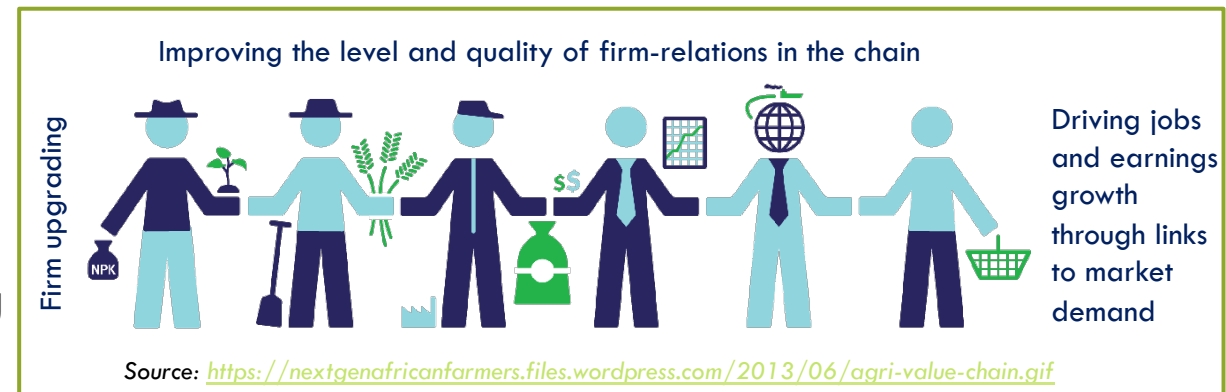 Improving the level and quality of firm-relations in the chain
Firm upgrading
NPK
$$
Driving jobs
and earnings
growth
through links
to market
demand
Source: https://nextgenafricanfarmers.files.wordpress.com/2013/06/agri-value-chain.gif